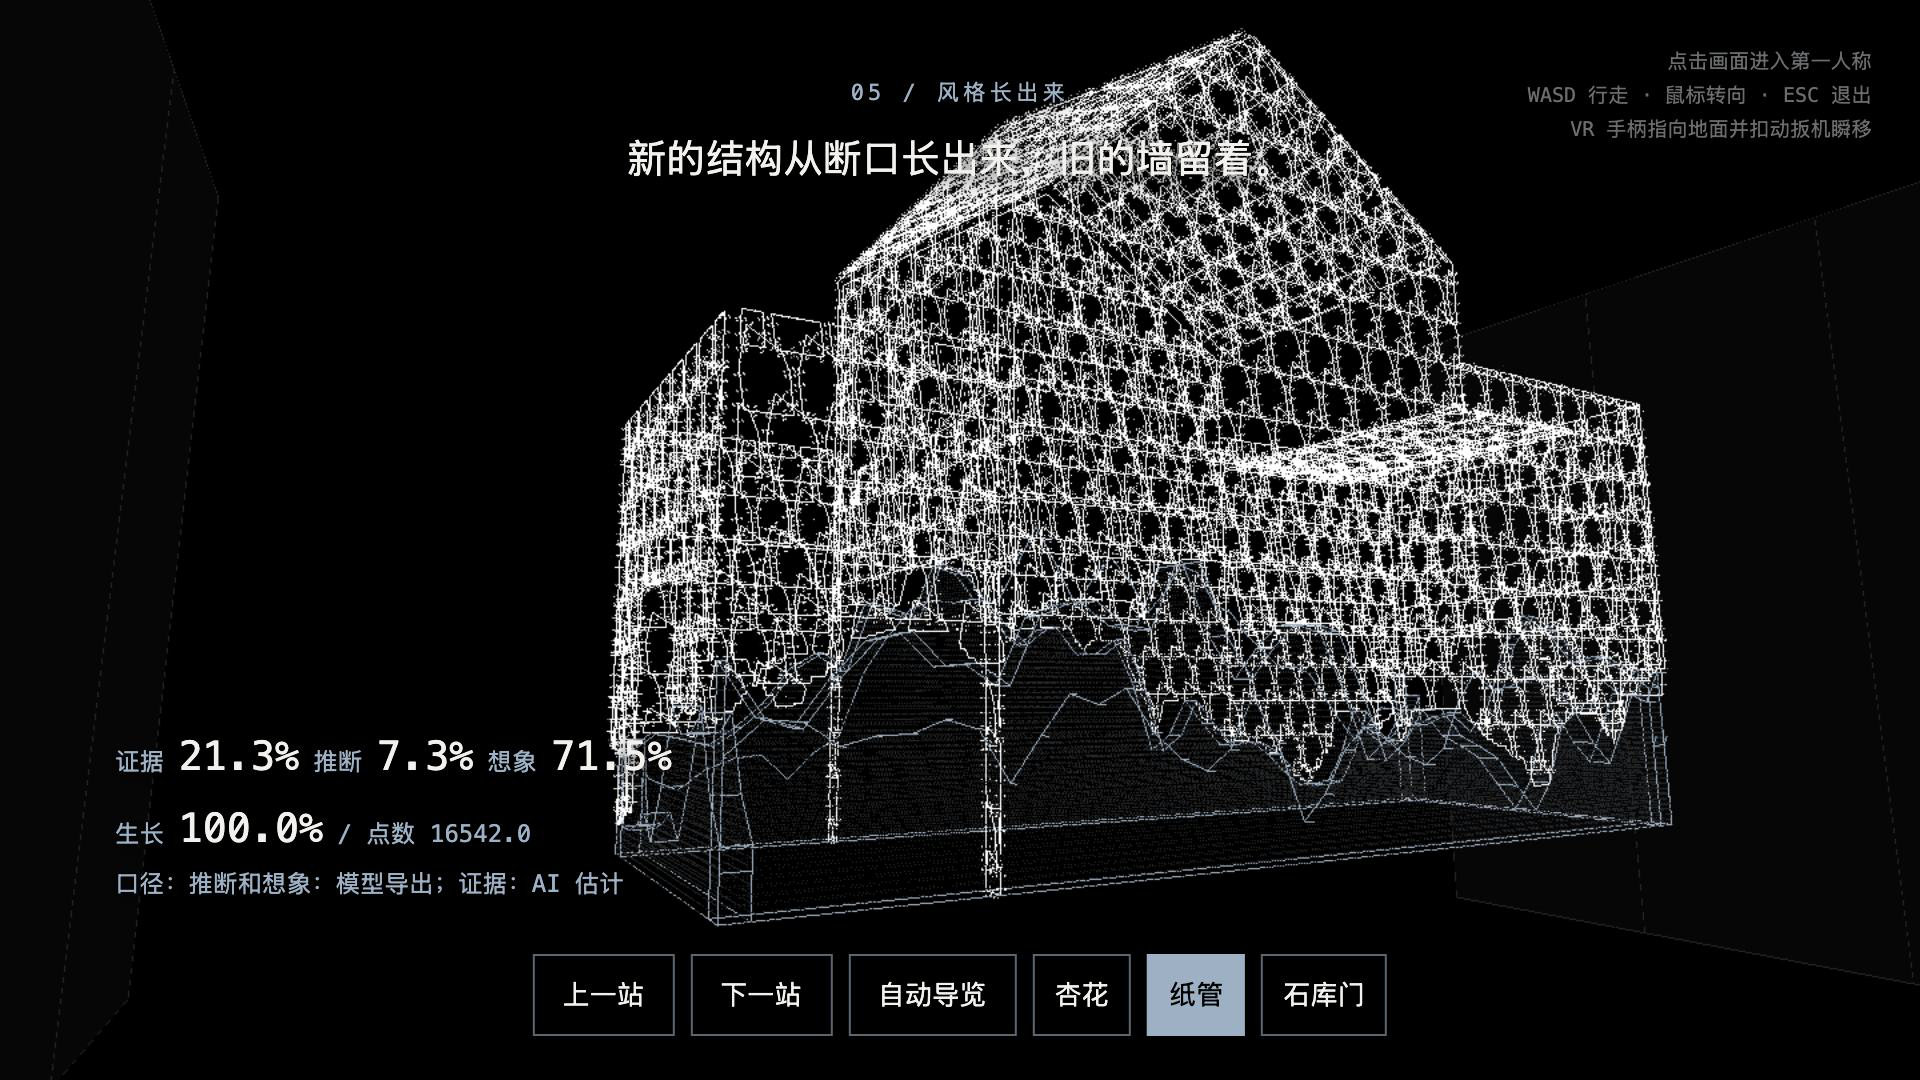 05 / 风格长出来
新的结构从断口长出来，旧的墙留着。
点击画面进入第一人称
WASD 行走 · 鼠标转向 · ESC 退出
VR 手柄指向地面并扣动扳机瞬移
证据 21.3% 推断 7.3% 想象 71.5%
生长 100.0% / 点数 16542.0
口径：推断和想象：模型导出；证据：AI 估计
上一站 下一站 自动导览 杏花 纸管 石库门